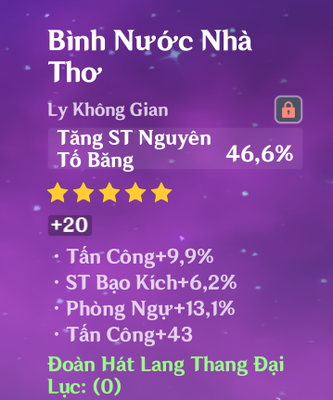 Bình Nước Nhà
Thơ
Ly Không Gian
Tăng ST Nguyên
Tố Băng
46,6%
+20
· Tấn Công+9,9%
· ST Bạo Kích+6,2%
· Phòng Ngự+13,1%
· Tấn Công+43
Đoàn Hát Lang Thang Đại
Lục: (0)